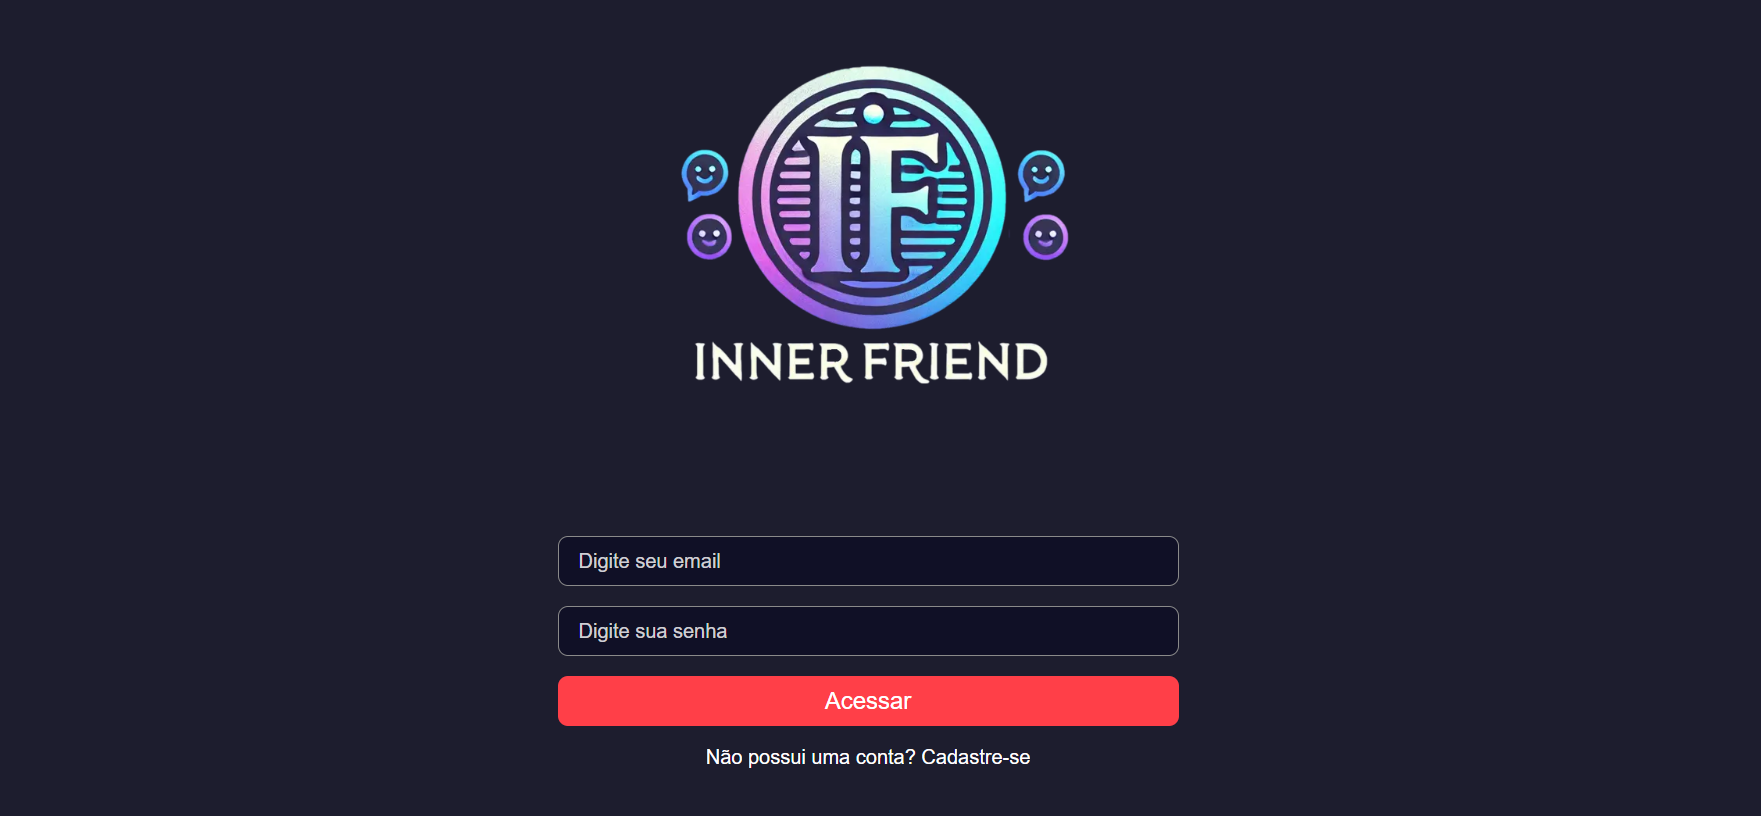 IF
INNER FRIEND
Digite seu email
Digite sua senha
Acessar
Não possui uma conta? Cadastre-se